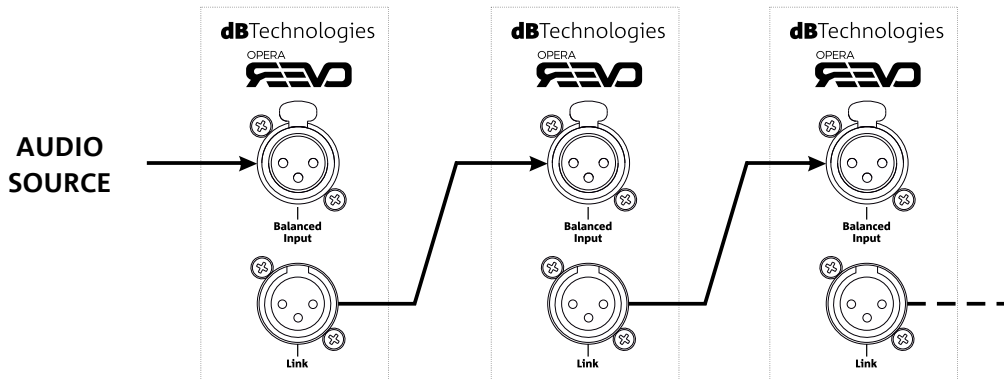 AUDIO
SOURCE
dBTechnologies
OPERA
REVO
Balanced
Input
Link
dBTechnologies
OPERA
REVO
Balanced
Input
Link
dBTechnologies
OPERA
REVO
Balanced
Input
Link